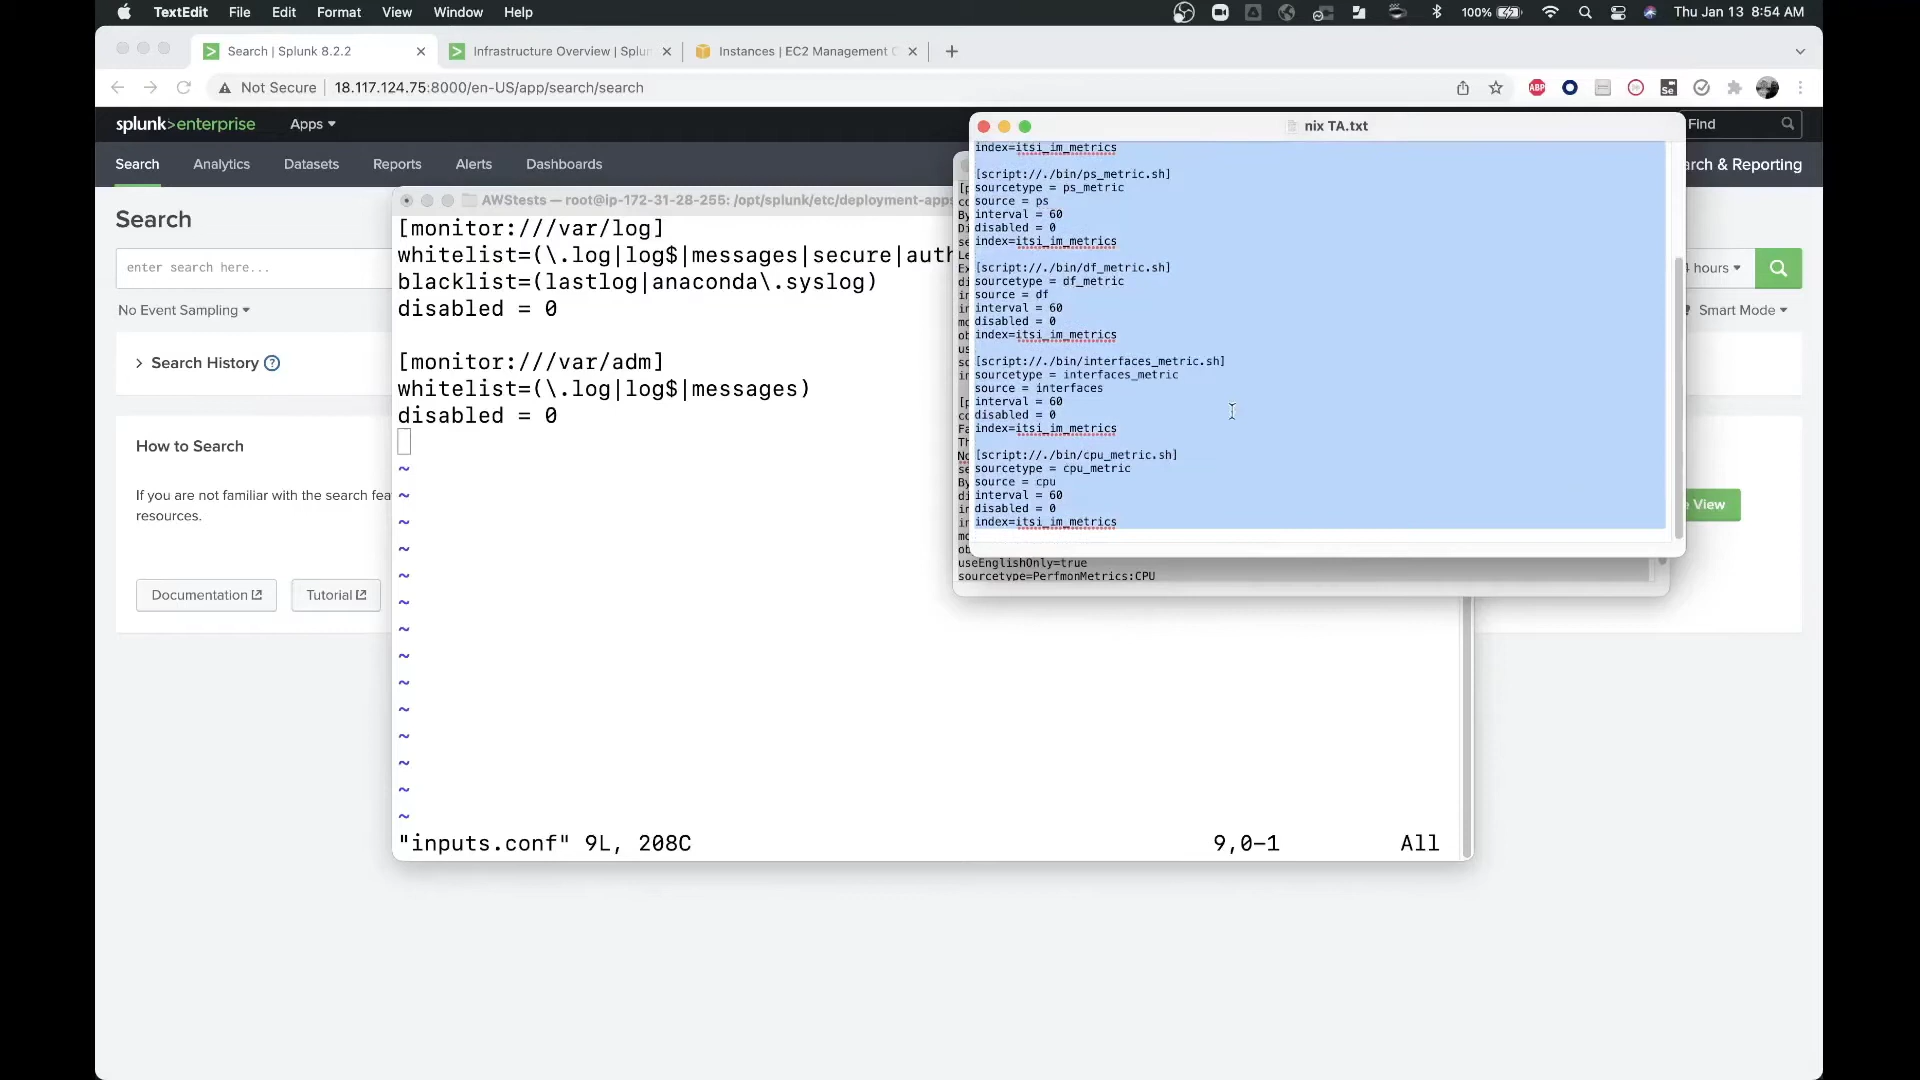 TextEdit File Edit Format View Window Help 100% Thu Jan 13 8:54 AM
Search | Splunk 8.2.2
Infrastructure Overview | Splun
Instances | EC2 Management C
Not Secure | 18.117.124.75:8000/en-US/app/search/search
ABP
Se
splunk>enterprise Apps
Find
Search Analytics Datasets Reports Alerts Dashboards
arch & Reporting
Search
enter search here...
hours
No Event Sampling
Smart Mode
Search History ?
How to Search
If you are not familiar with the search fea
resources.
View
Documentation
Tutorial
AWStests — root@ip-172-31-28-255: /opt/splunk/etc/deployment-apps
[monitor:///var/log]
whitelist=(\.log|log$|messages|secure|auth
blacklist=(lastlog|anaconda\.syslog)
disabled = 0
[monitor:///var/adm]
whitelist=(\.log|log$|messages)
disabled = 0
~
~
~
~
~
~
~
~
~
~
~
~
~
~
"inputs.conf" 9L, 208C 9,0-1 All
nix TA.txt
index=itsi_im_metrics
[script://./bin/ps_metric.sh]
sourcetype = ps_metric
source = ps
interval = 60
disabled = 0
index=itsi_im_metrics
[script://./bin/df_metric.sh]
sourcetype = df_metric
source = df
interval = 60
disabled = 0
index=itsi_im_metrics
[script://./bin/interfaces_metric.sh]
sourcetype = interfaces_metric
source = interfaces
interval = 60
disabled = 0
index=itsi_im_metrics
[script://./bin/cpu_metric.sh]
sourcetype = cpu_metric
source = cpu
interval = 60
disabled = 0
index=itsi_im_metrics
useEnglishOnly=true
sourcetype=PerfmonMetrics:CPU